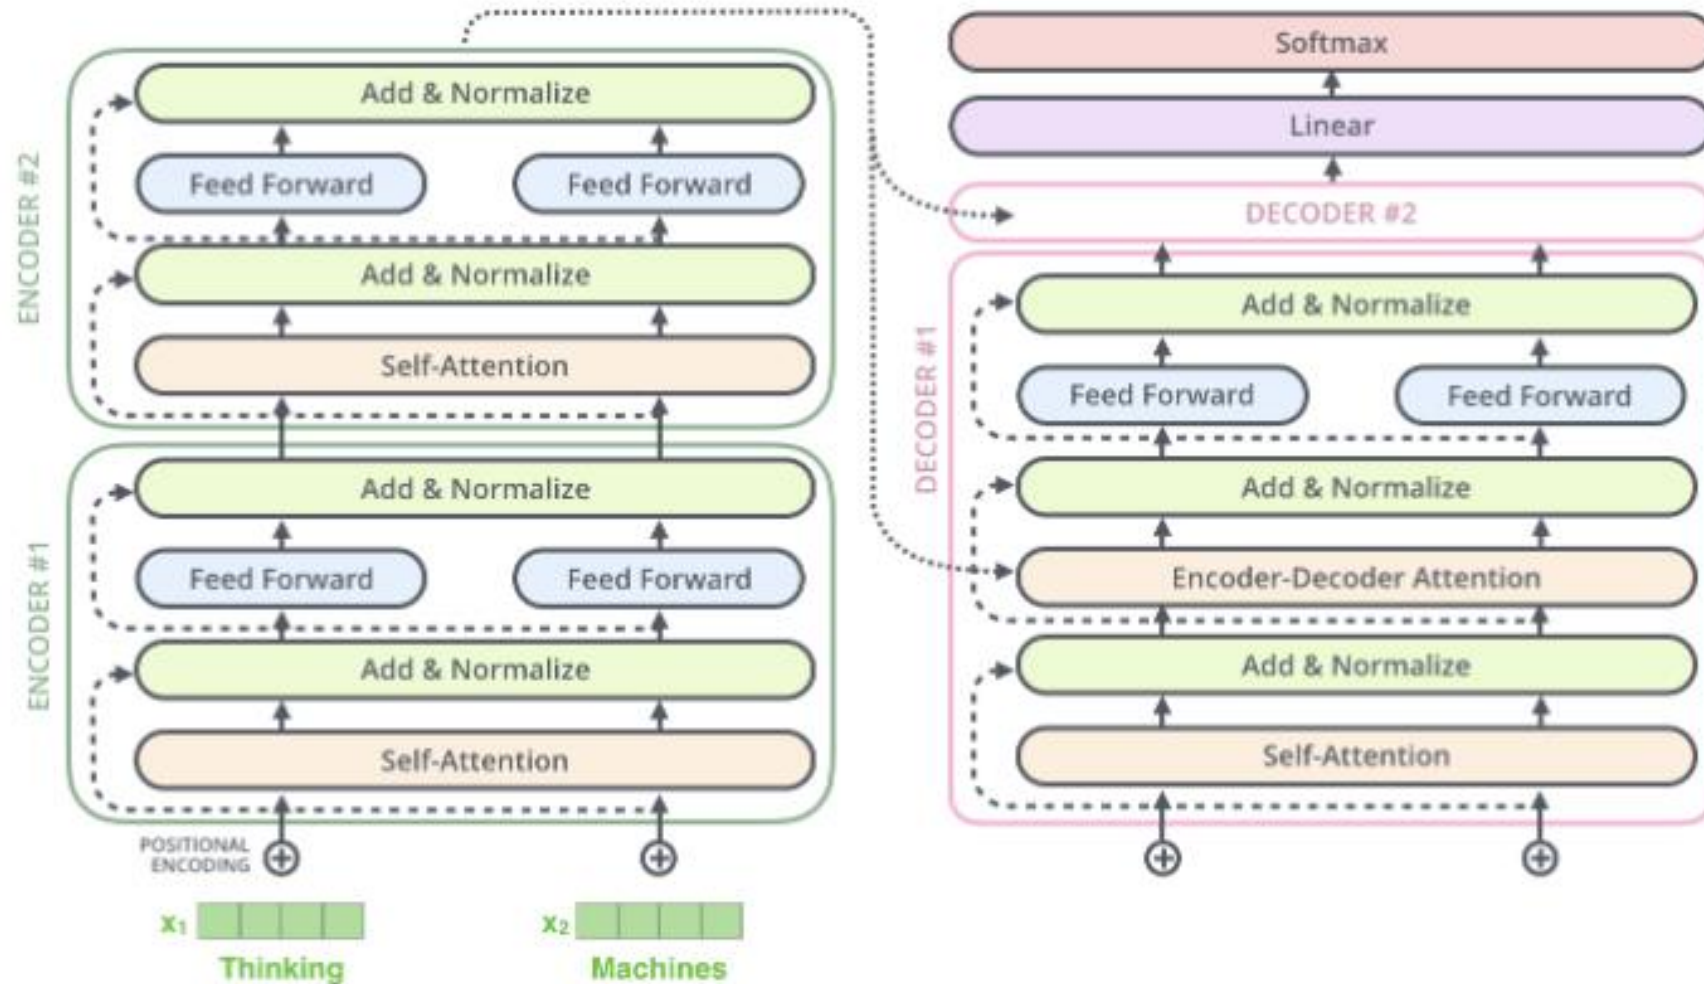 ENCODER #2
Add & Normalize
Feed Forward
Feed Forward
Add & Normalize
Self-Attention
ENCODER #1
Add & Normalize
Feed Forward
Feed Forward
Add & Normalize
Self-Attention
POSITIONAL
ENCODING
x₁
x₂
Thinking
Machines
Softmax
Linear
DECODER #2
DECODER #1
Add & Normalize
Feed Forward
Feed Forward
Add & Normalize
Encoder-Decoder Attention
Add & Normalize
Self-Attention